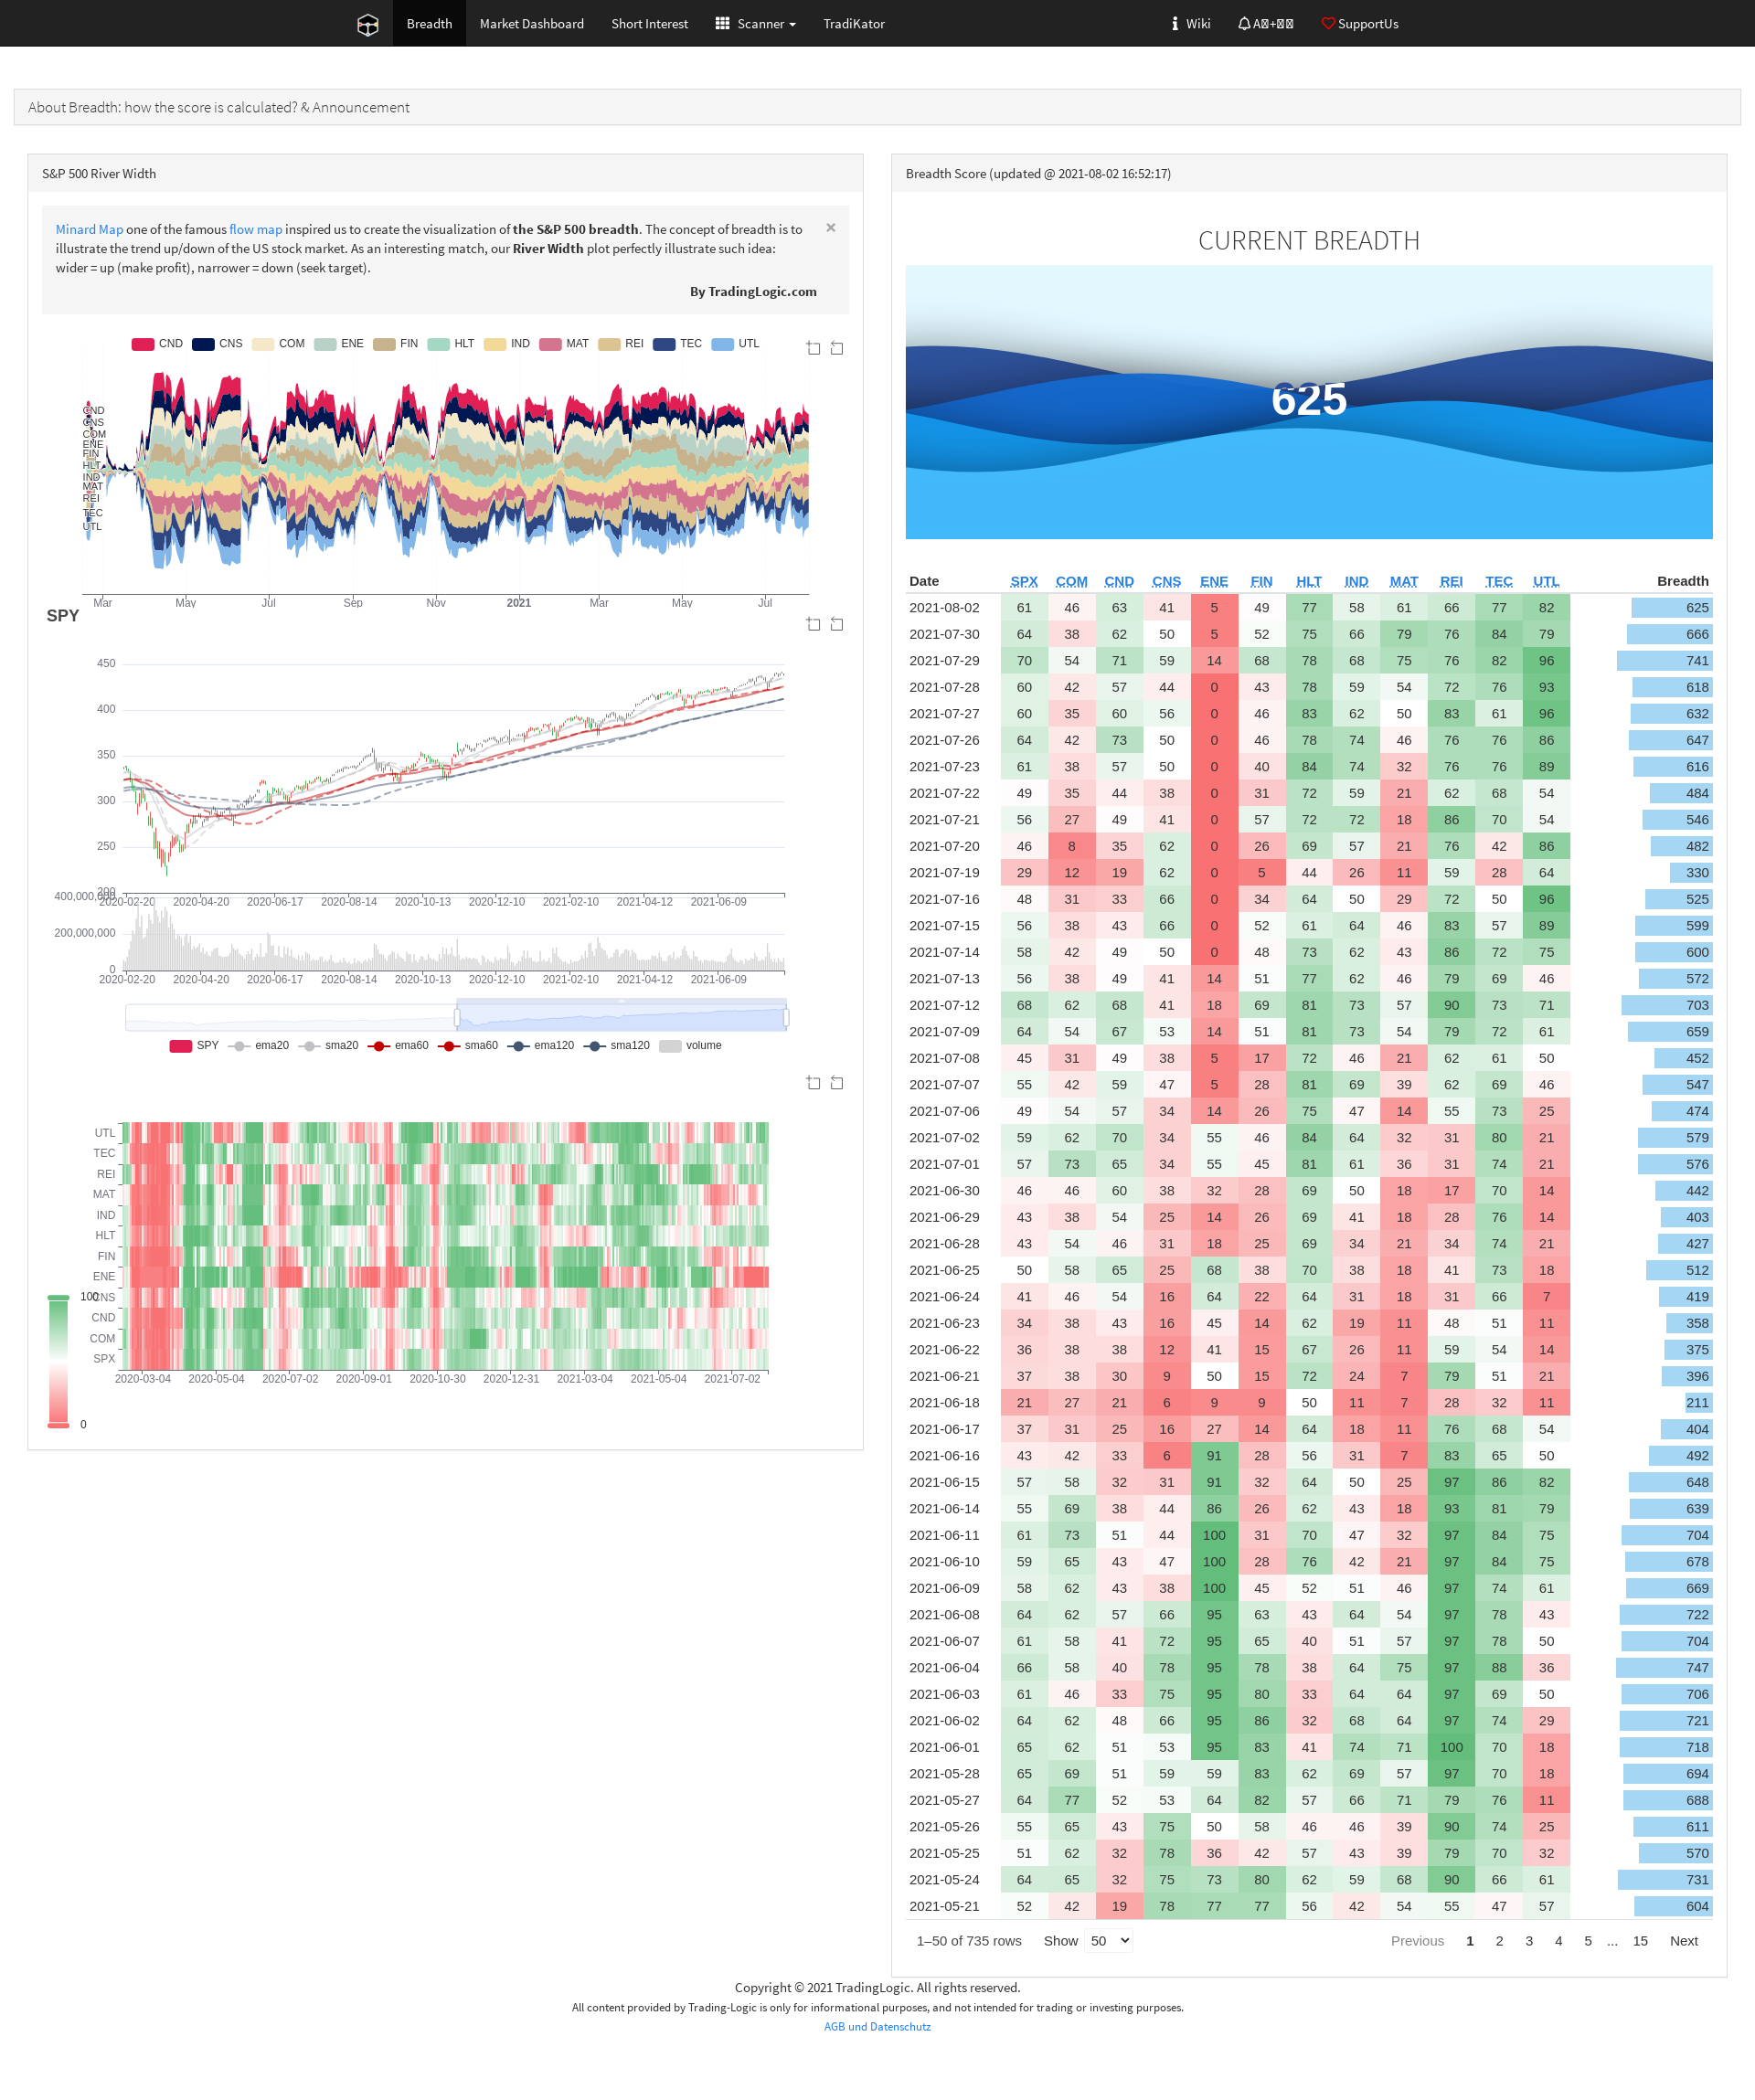 Breadth Market Dashboard Short Interest Scanner TradiKator Wiki SupportUs
About Breadth: how the score is calculated? & Announcement
S&P 500 River Width
Minard Map one of the famous flow map inspired us to create the visualization of the S&P 500 breadth. The concept of breadth is to
illustrate the trend up/down of the US stock market. As an interesting match, our River Width plot perfectly illustrate such idea:
wider = up (make profit), narrower = down (seek target).
×
By TradingLogic.com
CND CNS COM ENE FIN HLT IND MAT REI TEC UTL
CND
CNS
COM
ENE
FIN
HLT
IND
MAT
REI
TEC
UTL
Mar May Jul Sep Nov 2021 Mar May Jul
SPY
450
400
350
300
250
200
2020-02-20 2020-04-20 2020-06-17 2020-08-14 2020-10-13 2020-12-10 2021-02-10 2021-04-12 2021-06-09
400,000,000
200,000,000
0
2020-02-20 2020-04-20 2020-06-17 2020-08-14 2020-10-13 2020-12-10 2021-02-10 2021-04-12 2021-06-09
SPY ema20 sma20 ema60 sma60 ema120 sma120 volume
UTL
TEC
REI
MAT
IND
HLT
FIN
ENE
CNS
CND
COM
SPX
2020-03-04 2020-05-04 2020-07-02 2020-09-01 2020-10-30 2020-12-31 2021-03-04 2021-05-04 2021-07-02
100
0
Breadth Score (updated @ 2021-08-02 16:52:17)
CURRENT BREADTH
625
Date SPX COM CND CNS ENE FIN HLT IND MAT REI TEC UTL Breadth
2021-08-02 61 46 63 41 5 49 77 58 61 66 77 82 625
2021-07-30 64 38 62 50 5 52 75 66 79 76 84 79 666
2021-07-29 70 54 71 59 14 68 78 68 75 76 82 96 741
2021-07-28 60 42 57 44 0 43 78 59 54 72 76 93 618
2021-07-27 60 35 60 56 0 46 83 62 50 83 61 96 632
2021-07-26 64 42 73 50 0 46 78 74 46 76 76 86 647
2021-07-23 61 38 57 50 0 40 84 74 32 76 76 89 616
2021-07-22 49 35 44 38 0 31 72 59 21 62 68 54 484
2021-07-21 56 27 49 41 0 57 72 72 18 86 70 54 546
2021-07-20 46 8 35 62 0 26 69 57 21 76 42 86 482
2021-07-19 29 12 19 62 0 5 44 26 11 59 28 64 330
2021-07-16 48 31 33 66 0 34 64 50 29 72 50 96 525
2021-07-15 56 38 43 66 0 52 61 64 46 83 57 89 599
2021-07-14 58 42 49 50 0 48 73 62 43 86 72 75 600
2021-07-13 56 38 49 41 14 51 77 62 46 79 69 46 572
2021-07-12 68 62 68 41 18 69 81 73 57 90 73 71 703
2021-07-09 64 54 67 53 14 51 81 73 54 79 72 61 659
2021-07-08 45 31 49 38 5 17 72 46 21 62 61 50 452
2021-07-07 55 42 59 47 5 28 81 69 39 62 69 46 547
2021-07-06 49 54 57 34 14 26 75 47 14 55 73 25 474
2021-07-02 59 62 70 34 55 46 84 64 32 31 80 21 579
2021-07-01 57 73 65 34 55 45 81 61 36 31 74 21 576
2021-06-30 46 46 60 38 32 28 69 50 18 17 70 14 442
2021-06-29 43 38 54 25 14 26 69 41 18 28 76 14 403
2021-06-28 43 54 46 31 18 25 69 34 21 34 74 21 427
2021-06-25 50 58 65 25 68 38 70 38 18 41 73 18 512
2021-06-24 41 46 54 16 64 22 64 31 18 31 66 7 419
2021-06-23 34 38 43 16 45 14 62 19 11 48 51 11 358
2021-06-22 36 38 38 12 41 15 67 26 11 59 54 14 375
2021-06-21 37 38 30 9 50 15 72 24 7 79 51 21 396
2021-06-18 21 27 21 6 9 9 50 11 7 28 32 11 211
2021-06-17 37 31 25 16 27 14 64 18 11 76 68 54 404
2021-06-16 43 42 33 6 91 28 56 31 7 83 65 50 492
2021-06-15 57 58 32 31 91 32 64 50 25 97 86 82 648
2021-06-14 55 69 38 44 86 26 62 43 18 93 81 79 639
2021-06-11 61 73 51 44 100 31 70 47 32 97 84 75 704
2021-06-10 59 65 43 47 100 28 76 42 21 97 84 75 678
2021-06-09 58 62 43 38 100 45 52 51 46 97 74 61 669
2021-06-08 64 62 57 66 95 63 43 64 54 97 78 43 722
2021-06-07 61 58 41 72 95 65 40 51 57 97 78 50 704
2021-06-04 66 58 40 78 95 78 38 64 75 97 88 36 747
2021-06-03 61 46 33 75 95 80 33 64 64 97 69 50 706
2021-06-02 64 62 48 66 95 86 32 68 64 97 74 29 721
2021-06-01 65 62 51 53 95 83 41 74 71 100 70 18 718
2021-05-28 65 69 51 59 59 83 62 69 57 97 70 18 694
2021-05-27 64 77 52 53 64 82 57 66 71 79 76 11 688
2021-05-26 55 65 43 75 50 58 46 46 39 90 74 25 611
2021-05-25 51 62 32 78 36 42 57 43 39 79 70 32 570
2021-05-24 64 65 32 75 73 80 62 59 68 90 66 61 731
2021-05-21 52 42 19 78 77 77 56 42 54 55 47 57 604
1–50 of 735 rows Show 50 Previous 1 2 3 4 5 ... 15 Next
Copyright © 2021 TradingLogic. All rights reserved.
All content provided by Trading-Logic is only for informational purposes, and not intended for trading or investing purposes.
AGB und Datenschutz